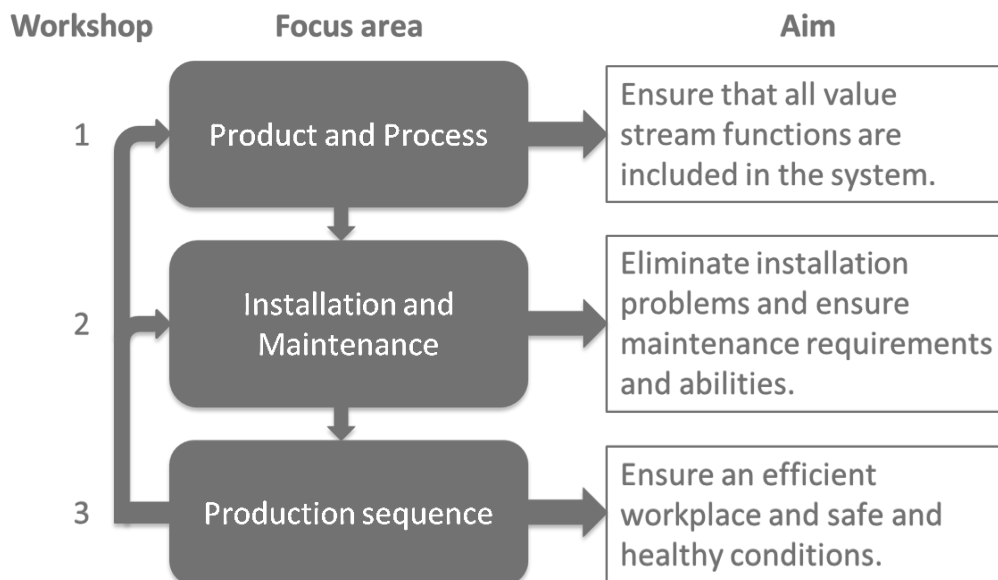 Workshop Focus area Aim
1
Product and Process
Ensure that all value
stream functions are
included in the system.
2
Installation and
Maintenance
Eliminate installation
problems and ensure
maintenance requirements
and abilities.
3
Production sequence
Ensure an efficient
workplace and safe and
healthy conditions.